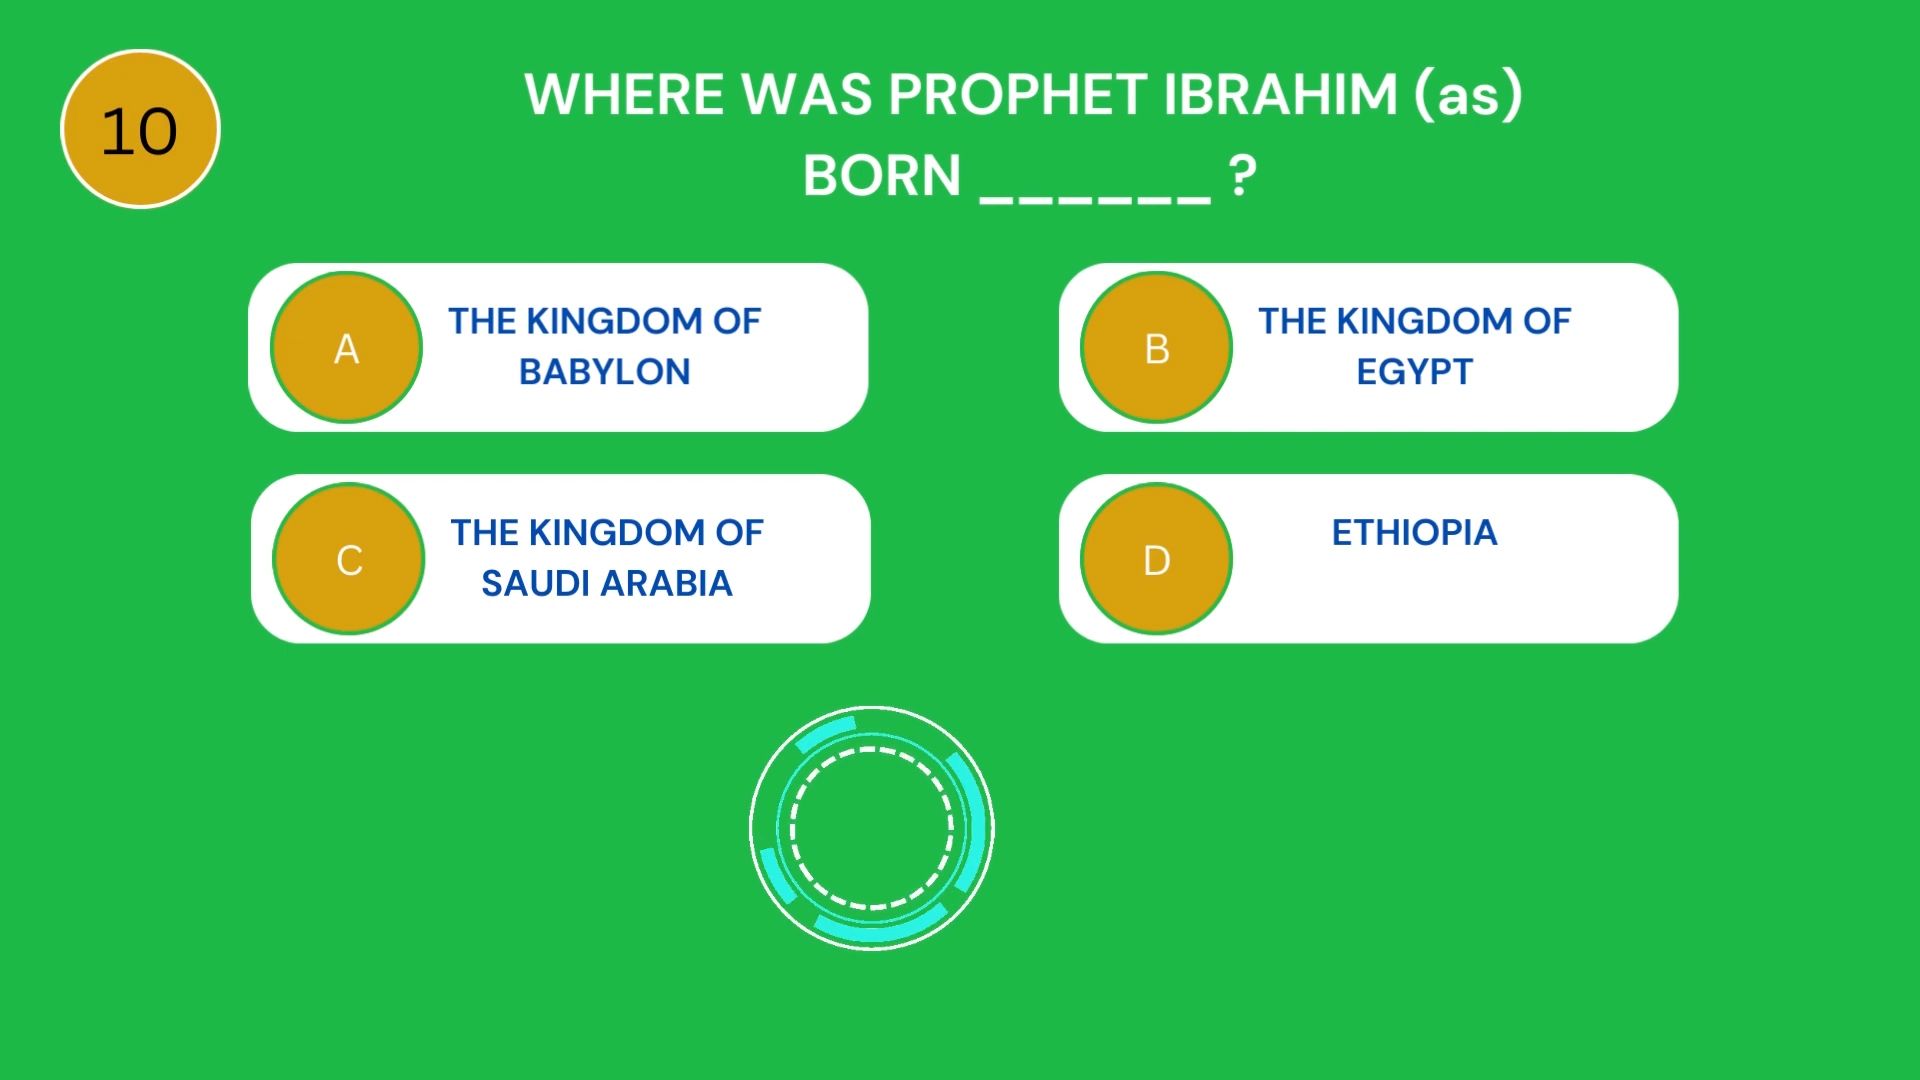 10
WHERE WAS PROPHET IBRAHIM (as)
BORN ______ ?
A
THE KINGDOM OF
BABYLON
B
THE KINGDOM OF
EGYPT
C
THE KINGDOM OF
SAUDI ARABIA
D
ETHIOPIA